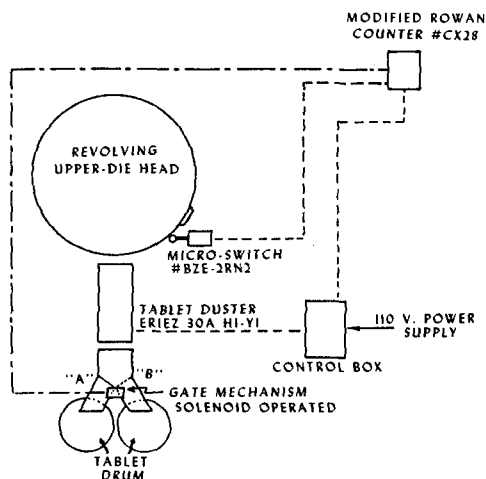 MODIFIED ROWAN
COUNTER #CX28
REVOLVING
UPPER-DIE HEAD
MICRO-SWITCH
#BZE-2RN2
TABLET DUSTER
ERIEZ 30A HI-VI
110 V. POWER
SUPPLY
CONTROL BOX
"A"
"B"
GATE MECHANISM
SOLENOID OPERATED
TABLET
DRUM